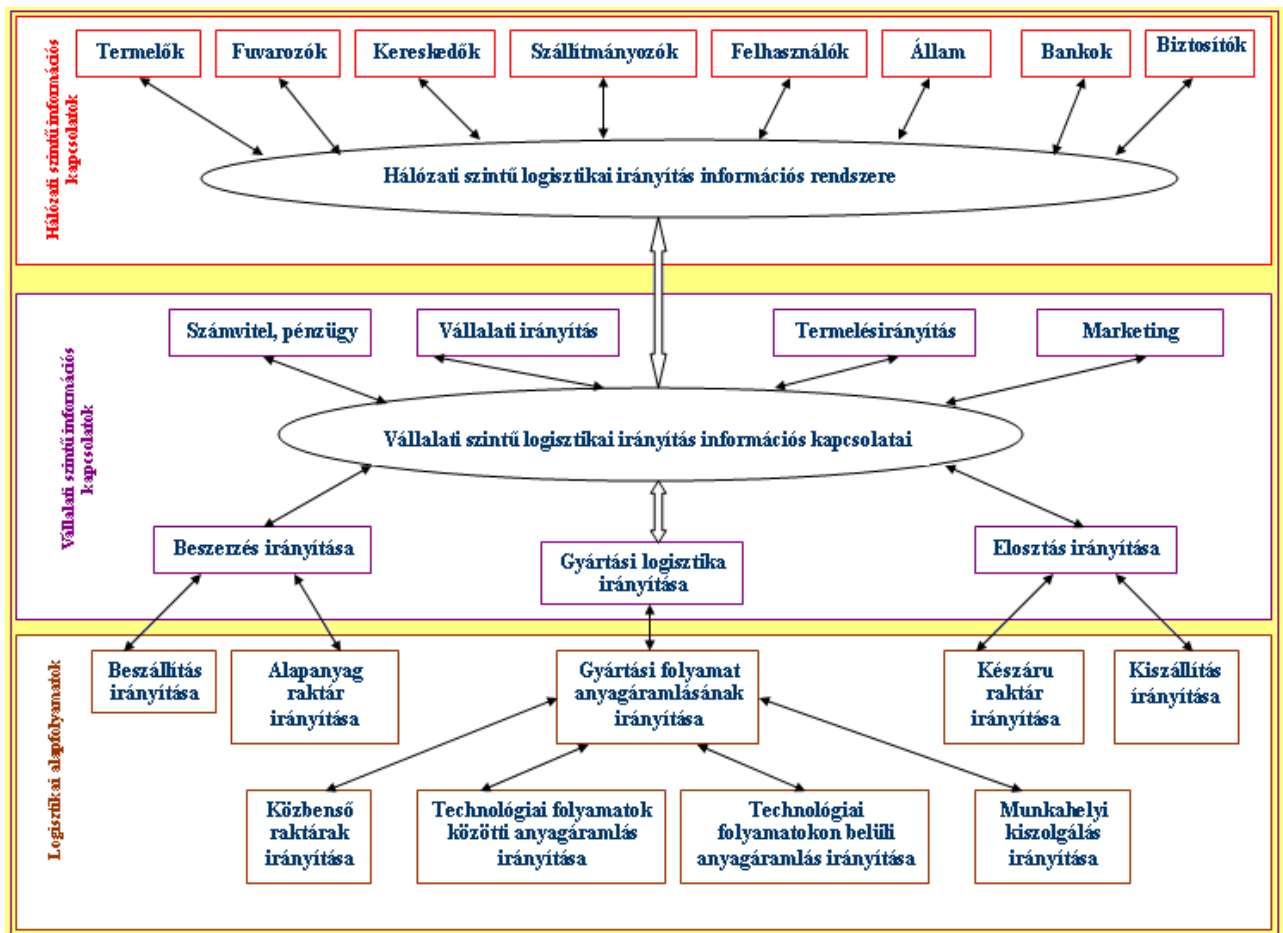 Hálózati szintű információs
kapcsolatok
Termelők
Fuvarozók
Kereskedők
Szállítmányozók
Felhasználók
Állam
Bankok
Biztosítók
Hálózati szintű logisztikai irányítás információs rendszere
Vállalati szintű információs
kapcsolatok
Számvitel, pénzügy
Vállalati irányítás
Termelésirányítás
Marketing
Vállalati szintű logisztikai irányítás információs kapcsolatai
Beszerzés irányítása
Gyártási logisztika
irányítása
Elosztás irányítása
Logisztikai alapfolyamatok
Beszállítás
irányítása
Alapanyag
raktár
irányítása
Gyártási folyamat
anyagáramlásának
irányítása
Készáru
raktár
irányítása
Kiszállítás
irányítása
Közbenső
raktárak
irányítása
Technológiai folyamatok
közötti anyagáramlás
irányítása
Technológiai
folyamatokon belüli
anyagáramlás irányítása
Munkahelyi
kiszolgálás
irányítása